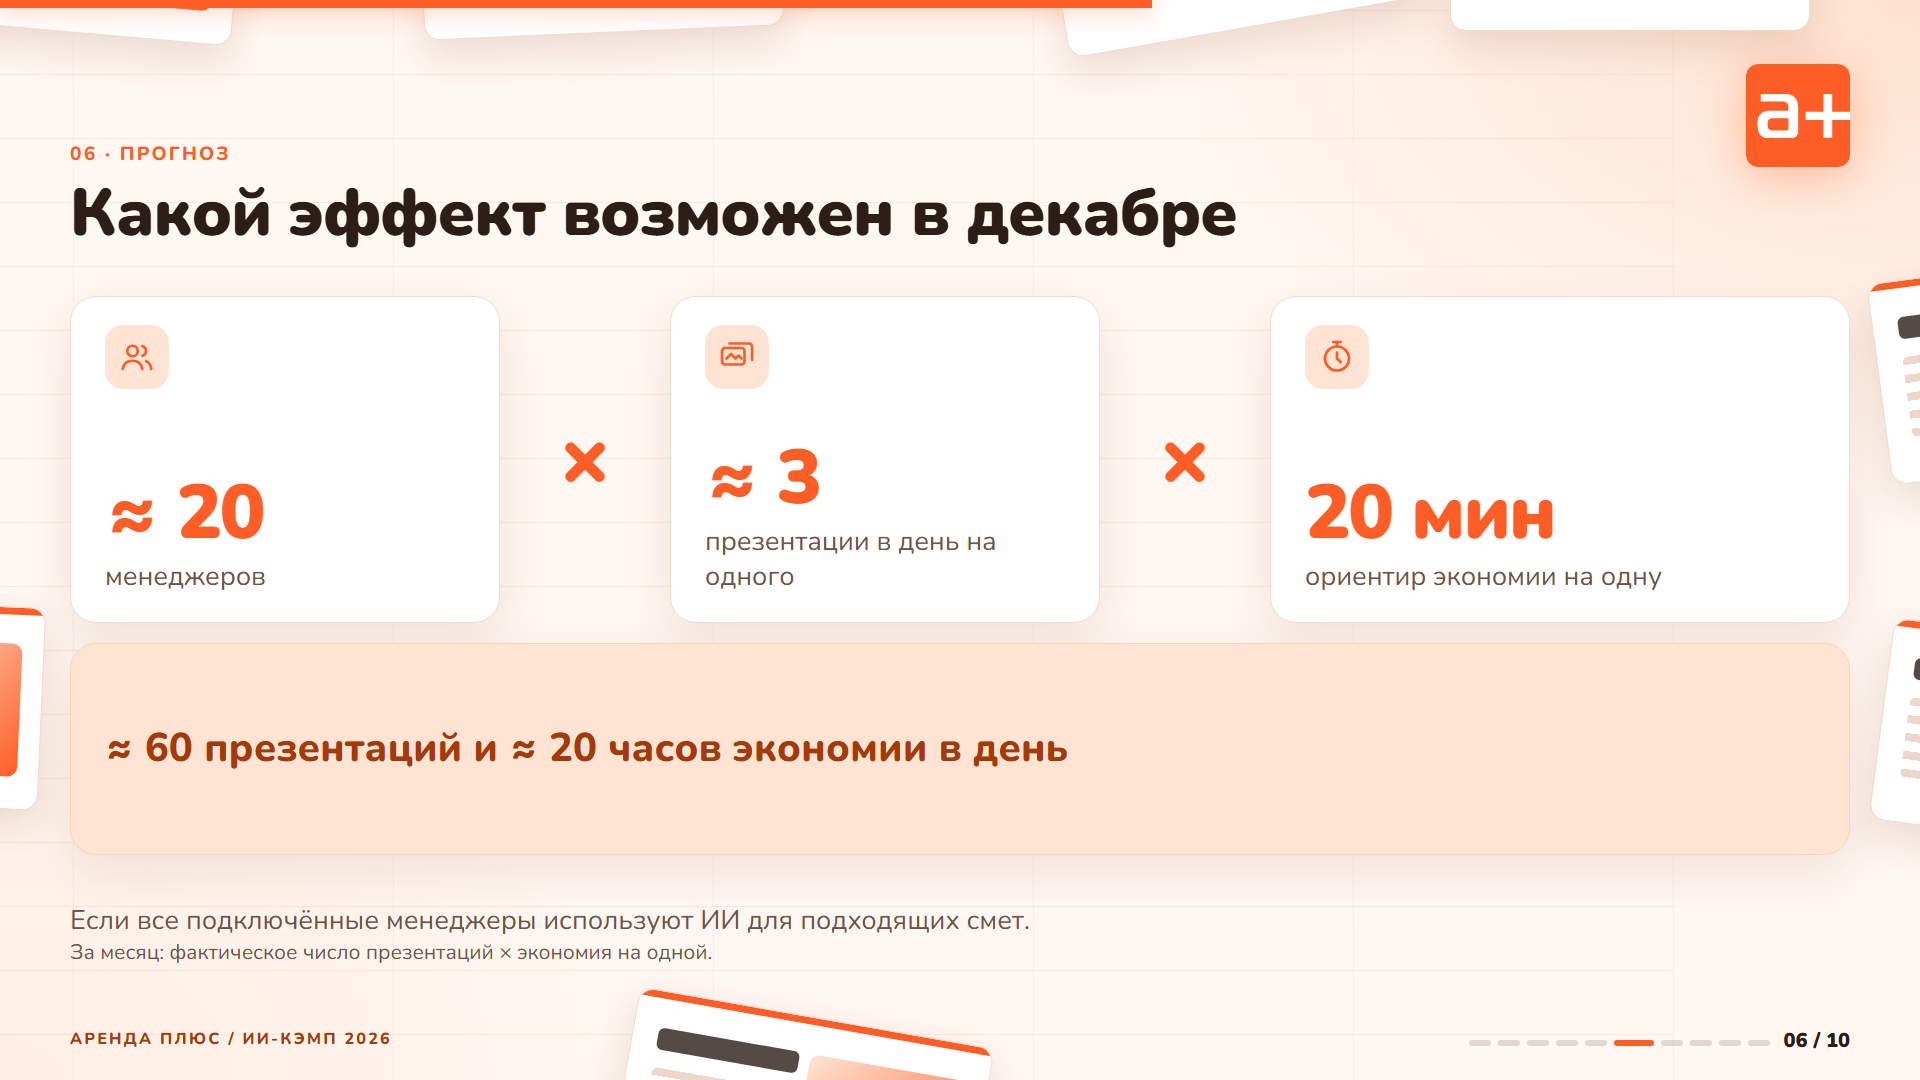 a+
06 · ПРОГНОЗ
Какой эффект возможен в декабре
≈ 20
менеджеров
×
≈ 3
презентации в день на
одного
×
20 мин
ориентир экономии на одну
≈ 60 презентаций и ≈ 20 часов экономии в день
Если все подключённые менеджеры используют ИИ для подходящих смет.
За месяц: фактическое число презентаций × экономия на одной.
АРЕНДА ПЛЮС / ИИ-КЭМП 2026
06 / 10